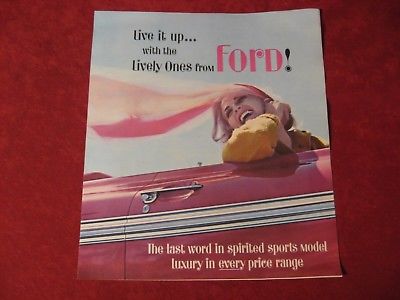 live it up...
with the
lively Ones from Ford!
The last word in spirited sports model
luxury in every price range